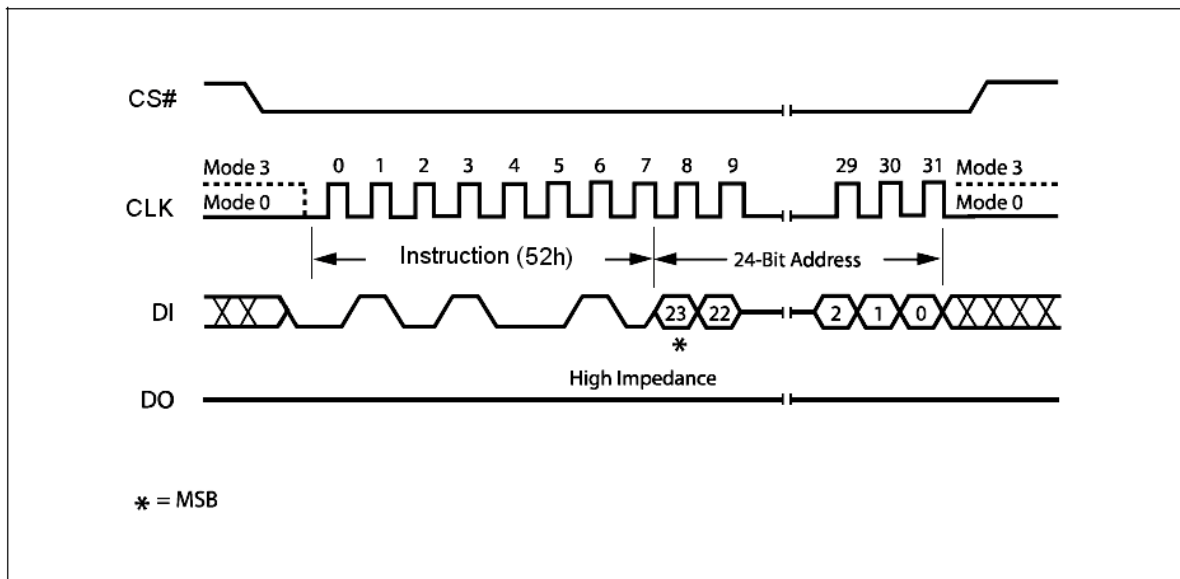 CS#
Mode 3
0 1 2 3 4 5 6 7 8 9 29 30 31
Mode 3
CLK
Mode 0
Mode 0
Instruction (52h)
24-Bit Address
DI
23 22 2 1 0
*
High Impedance
DO
* = MSB